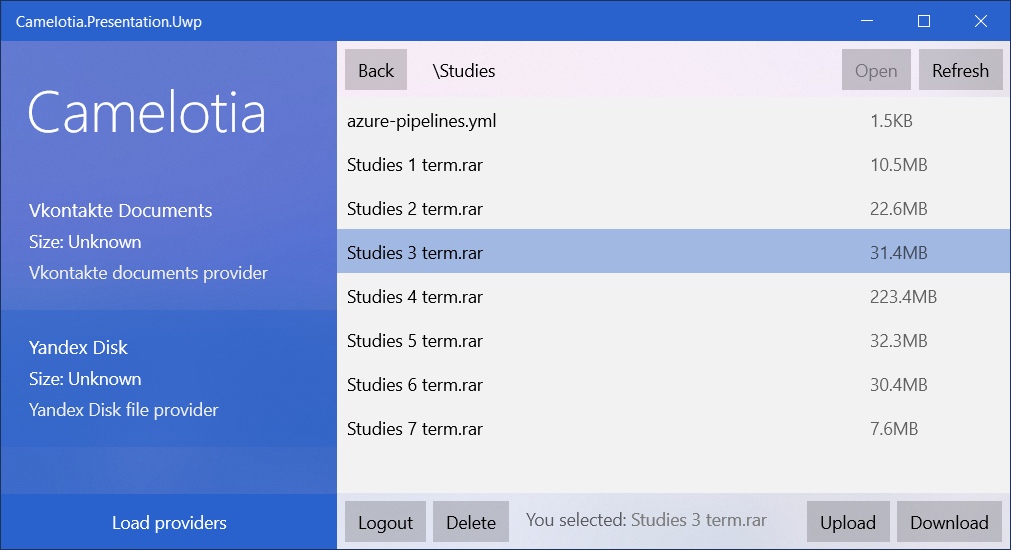 Camelotia.Presentation.Uwp
Camelotia
Vkontakte Documents
Size: Unknown
Vkontakte documents provider
Yandex Disk
Size: Unknown
Yandex Disk file provider
Load providers
Back \Studies Open Refresh
azure-pipelines.yml 1.5KB
Studies 1 term.rar 10.5MB
Studies 2 term.rar 22.6MB
Studies 3 term.rar 31.4MB
Studies 4 term.rar 223.4MB
Studies 5 term.rar 32.3MB
Studies 6 term.rar 30.4MB
Studies 7 term.rar 7.6MB
Logout Delete You selected: Studies 3 term.rar Upload Download